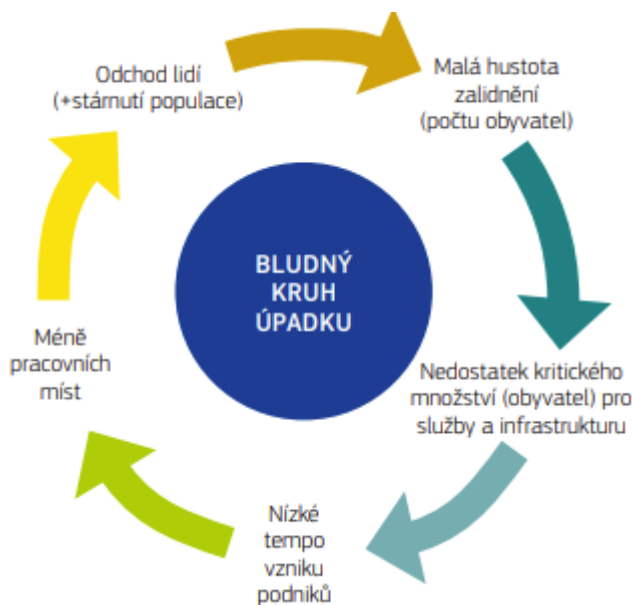 Odchod lidí
(+stárnutí populace)
Malá hustota
zalidnění
(počtu obyvatel)
BLUDNÝ
KRUH
ÚPADKU
Méně
pracovních
míst
Nedostatek kritického
množství (obyvatel) pro
služby a infrastrukturu
Nízké
tempo
vzniku
podniků